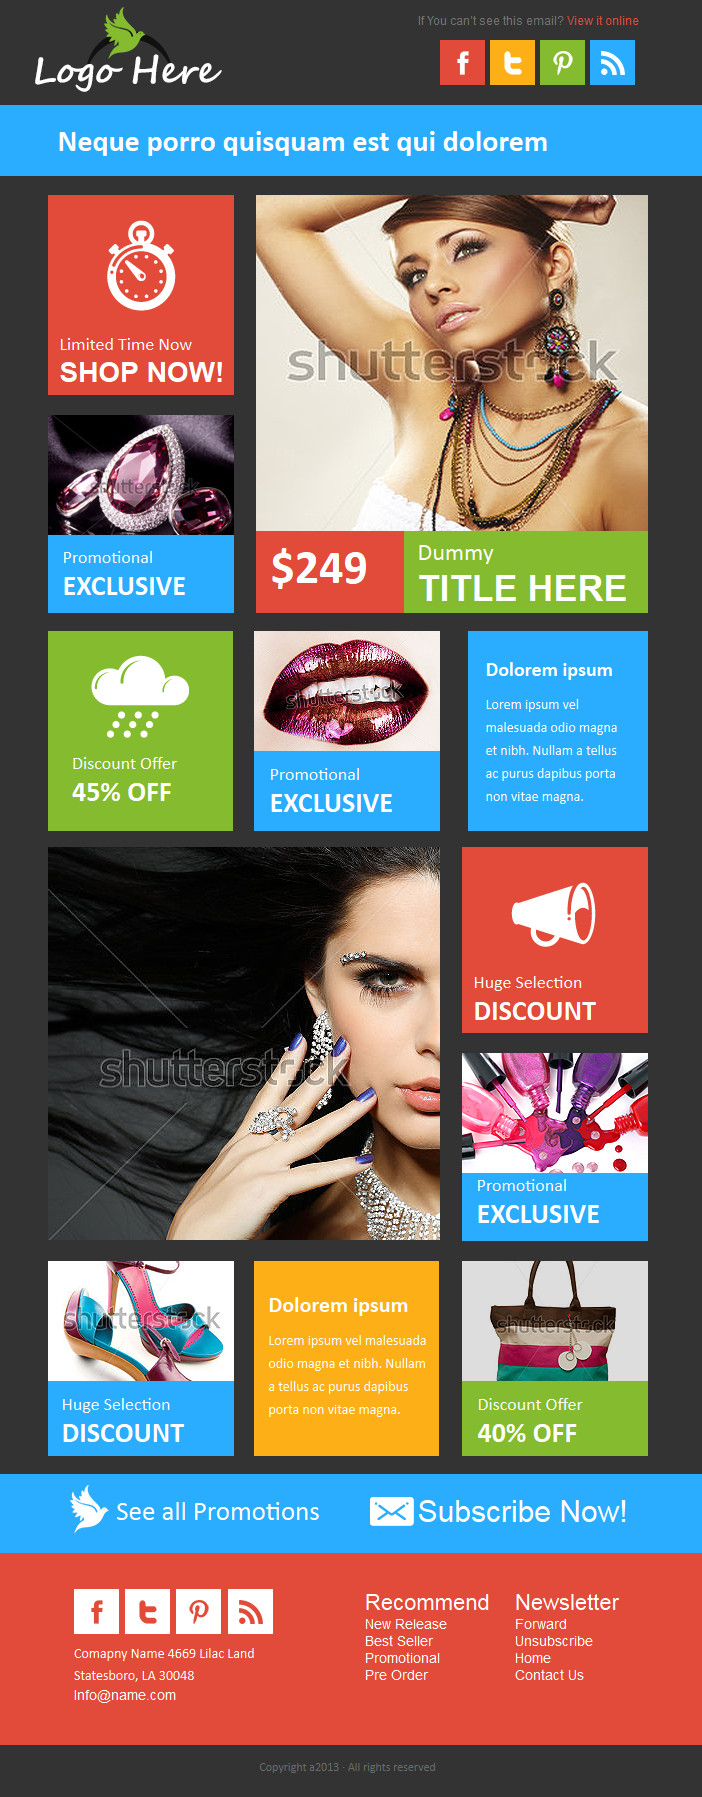 If You can't see this email? View it online
Logo Here
Neque porro quisquam est qui dolorem
Limited Time Now
SHOP NOW!
shutterstock
shutterstock
Promotional
EXCLUSIVE
$249
Dummy
TITLE HERE
Discount Offer
45% OFF
shutterstock
Promotional
EXCLUSIVE
Dolorem ipsum
Lorem ipsum vel
malesuada odio magna
et nibh. Nullam a tellus
ac purus dapibus porta
non vitae magna.
shutterstock
Huge Selection
DISCOUNT
Promotional
EXCLUSIVE
shutterstock
Huge Selection
DISCOUNT
Dolorem ipsum
Lorem ipsum vel malesuada
odio magna et nibh. Nullam
a tellus ac purus dapibus
porta non vitae magna.
shutterstock
Discount Offer
40% OFF
See all Promotions
Subscribe Now!
Comapny Name 4669 Lilac Land
Statesboro, LA 30048
Info@name.com
Recommend
New Release
Best Seller
Promotional
Pre Order
Newsletter
Forward
Unsubscribe
Home
Contact Us
Copyright a2013 - All rights reserved